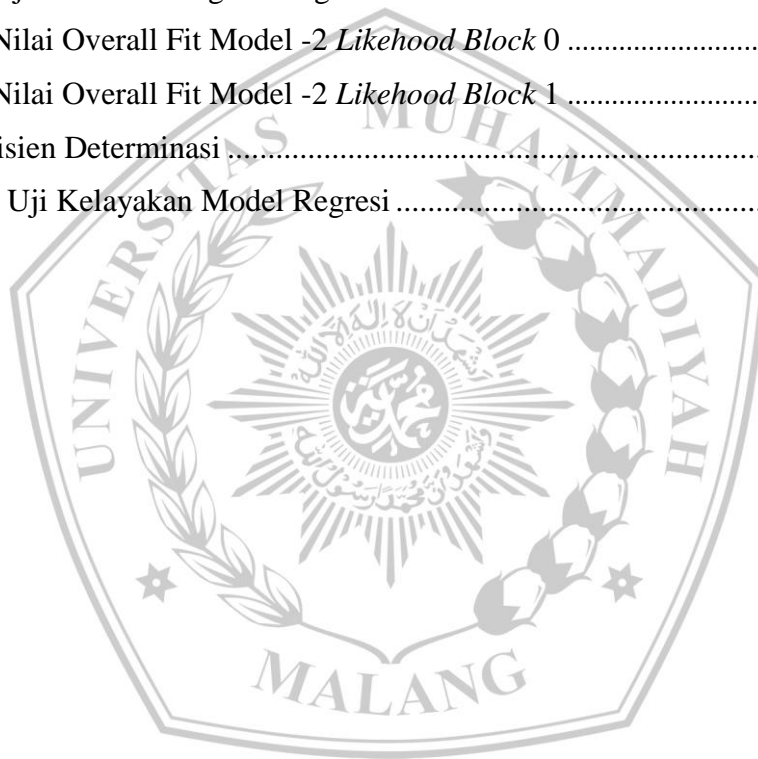 Nilai Overall Fit Model -2 Likehood Block 0 ..............................
Nilai Overall Fit Model -2 Likehood Block 1 ..............................
isien Determinasi ..............................................................................
Uji Kelayakan Model Regresi ....................................................
UNIVERSITAS MUHAMMADIYAH
MALANG